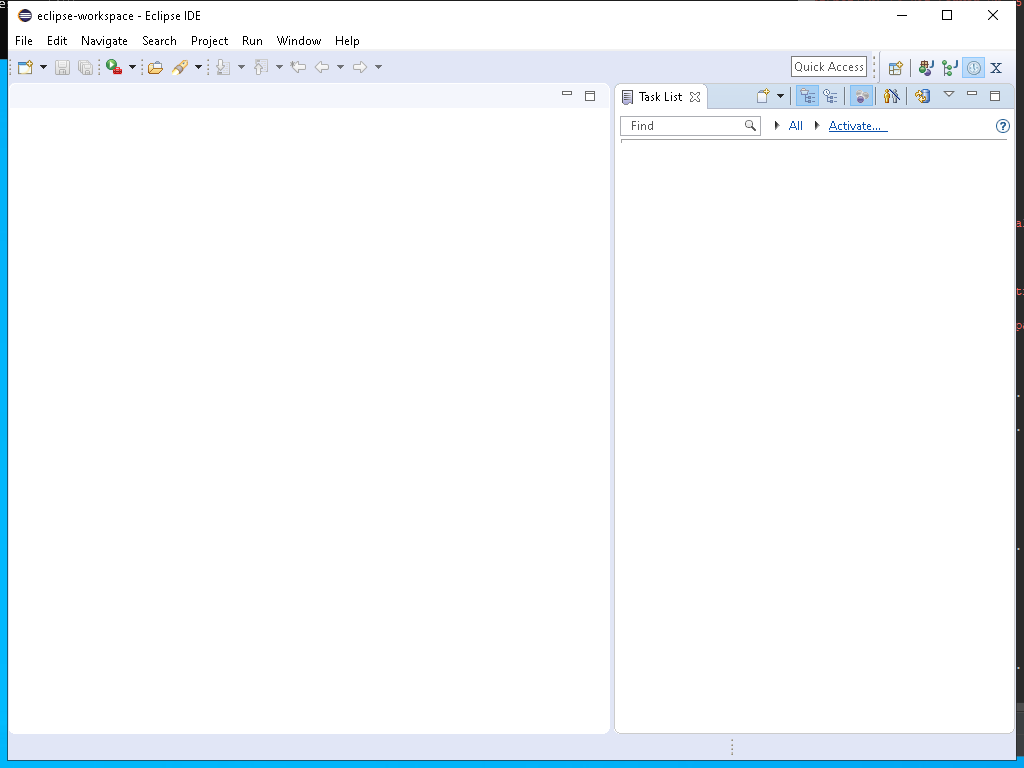 eclipse-workspace - Eclipse IDE
File Edit Navigate Search Project Run Window Help
Quick Access
X
Task List
Find All Activate...
?